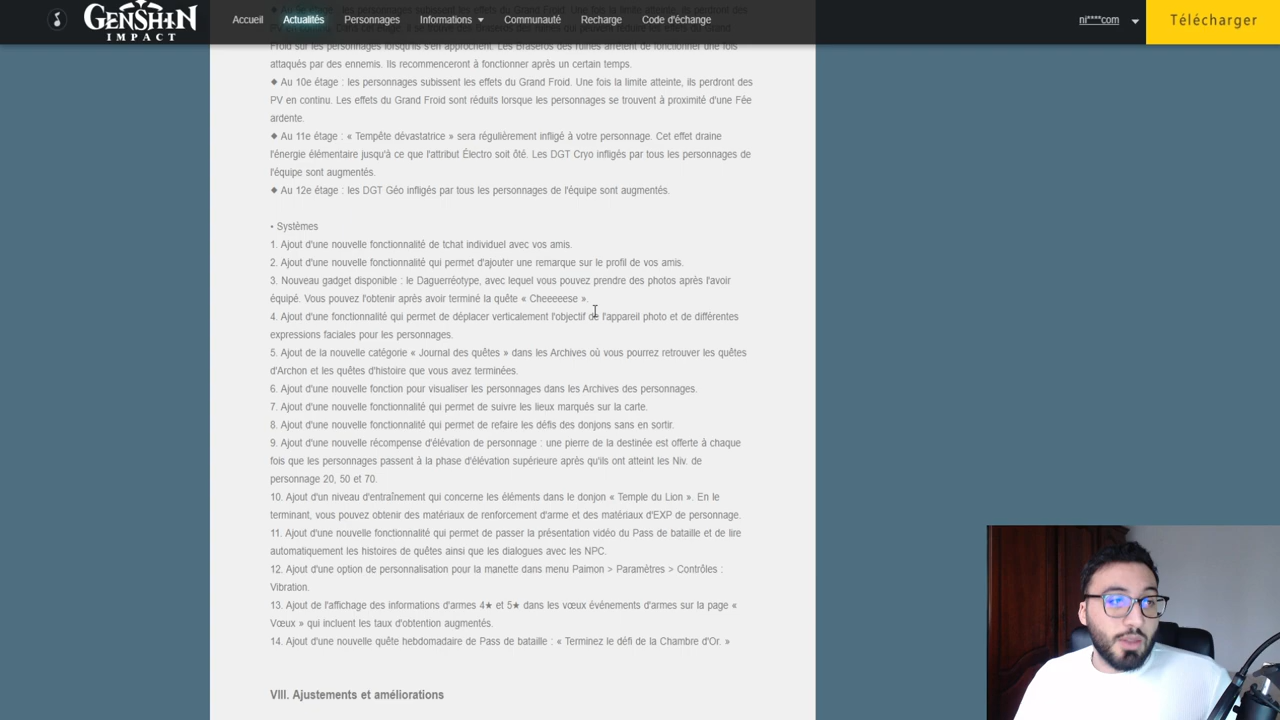 GENSHIN
IMPACT
Accueil
Actualités
Personnages
Informations
Communauté
Recharge
Code d'échange
ni****com
Télécharger
Froid sur les personnages lorsqu'ils s'en approchent. Les Braseros des ruines arrêtent de fonctionner une fois
attaqués par des ennemis. Ils recommenceront à fonctionner après un certain temps.
◆ Au 10e étage : les personnages subissent les effets du Grand Froid. Une fois la limite atteinte, ils perdront des
PV en continu. Les effets du Grand Froid sont réduits lorsque les personnages se trouvent à proximité d'une Fée
ardente.
◆ Au 11e étage : « Tempête dévastatrice » sera régulièrement infligé à votre personnage. Cet effet draine
l'énergie élémentaire jusqu'à ce que l'attribut Électro soit ôté. Les DGT Cryo infligés par tous les personnages de
l'équipe sont augmentés.
◆ Au 12e étage : les DGT Géo infligés par tous les personnages de l'équipe sont augmentés.
• Systèmes
1. Ajout d'une nouvelle fonctionnalité de tchat individuel avec vos amis.
2. Ajout d'une nouvelle fonctionnalité qui permet d'ajouter une remarque sur le profil de vos amis.
3. Nouveau gadget disponible : le Daguerréotype, avec lequel vous pouvez prendre des photos après l'avoir
équipé. Vous pouvez l'obtenir après avoir terminé la quête « Cheeeeese ».
4. Ajout d'une fonctionnalité qui permet de déplacer verticalement l'objectif de l'appareil photo et de différentes
expressions faciales pour les personnages.
5. Ajout de la nouvelle catégorie « Journal des quêtes » dans les Archives où vous pourrez retrouver les quêtes
d'Archon et les quêtes d'histoire que vous avez terminées.
6. Ajout d'une nouvelle fonction pour visualiser les personnages dans les Archives des personnages.
7. Ajout d'une nouvelle fonctionnalité qui permet de suivre les lieux marqués sur la carte.
8. Ajout d'une nouvelle fonctionnalité qui permet de refaire les défis des donjons sans en sortir.
9. Ajout d'une nouvelle récompense d'élévation de personnage : une pierre de la destinée est offerte à chaque
fois que les personnages passent à la phase d'élévation supérieure après qu'ils ont atteint les Niv. de
personnage 20, 50 et 70.
10. Ajout d'un niveau d'entraînement qui concerne les éléments dans le donjon « Temple du Lion ». En le
terminant, vous pouvez obtenir des matériaux de renforcement d'arme et des matériaux d'EXP de personnage.
11. Ajout d'une nouvelle fonctionnalité qui permet de passer la présentation vidéo du Pass de bataille et de lire
automatiquement les histoires de quêtes ainsi que les dialogues avec les NPC.
12. Ajout d'une option de personnalisation pour la manette dans menu Paimon > Paramètres > Contrôles :
Vibration.
13. Ajout de l'affichage des informations d'armes 4★ et 5★ dans les vœux événements d'armes sur la page «
Vœux » qui incluent les taux d'obtention augmentés.
14. Ajout d'une nouvelle quête hebdomadaire de Pass de bataille : « Terminez le défi de la Chambre d'Or. »
VIII. Ajustements et améliorations